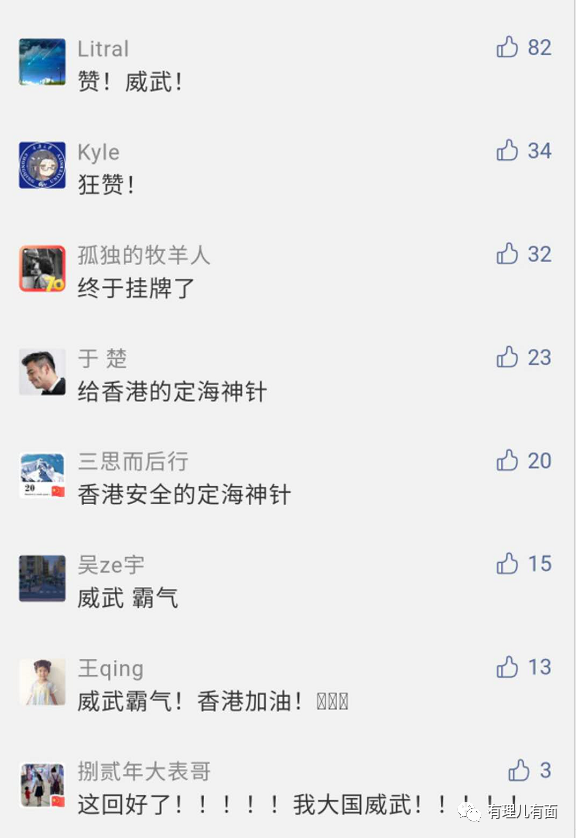 Litral
82
赞！威武！
Kyle
34
狂赞！
孤独的牧羊人
32
终于挂牌了
70
于 楚
23
给香港的定海神针
三思而后行
20
20
香港安全的定海神针
吴ze宇
15
威武 霸气
王qing
13
威武霸气！香港加油！
捌贰年大表哥
3
这回好了！！！！！我大国威武！！！！！
有理儿有面